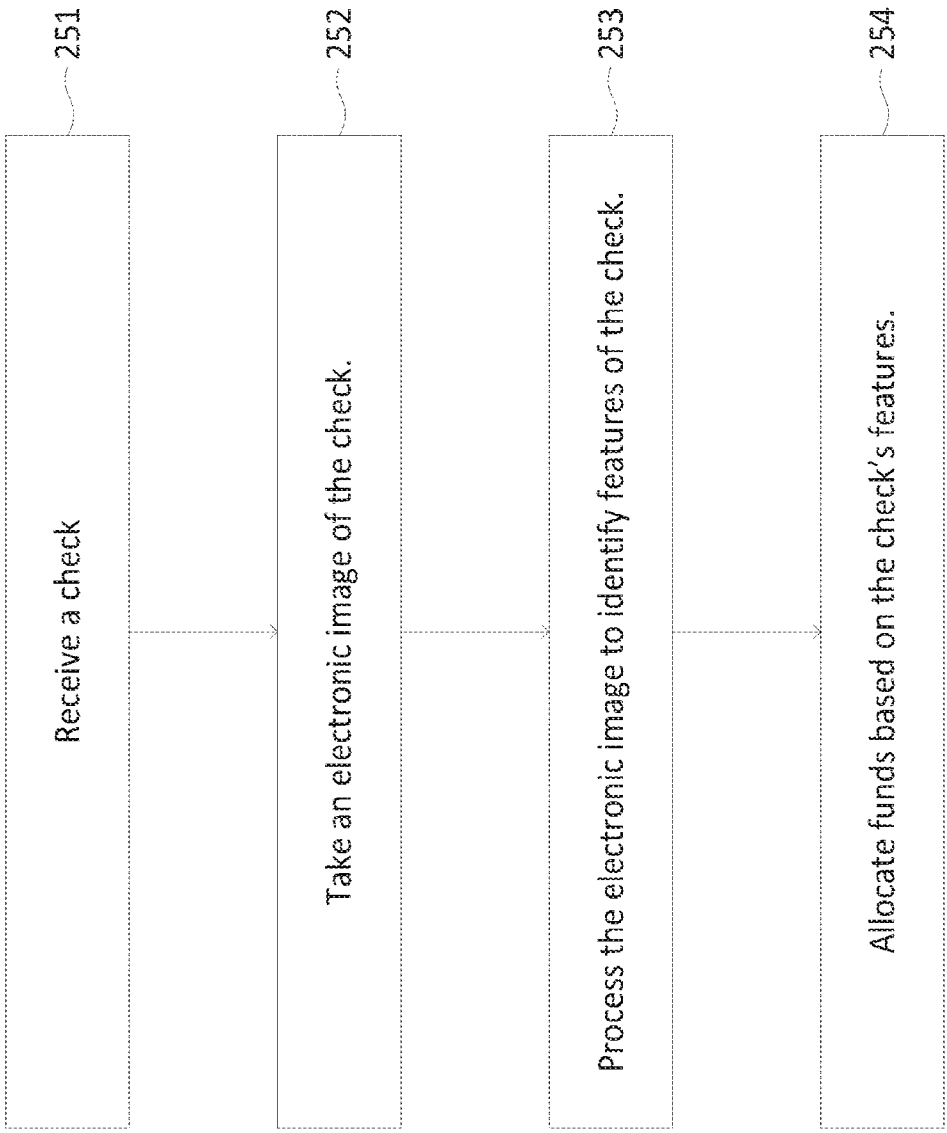 Receive a check
251
Take an electronic image of the check.
252
Process the electronic image to identify features of the check.
253
Allocate funds based on the check's features.
254